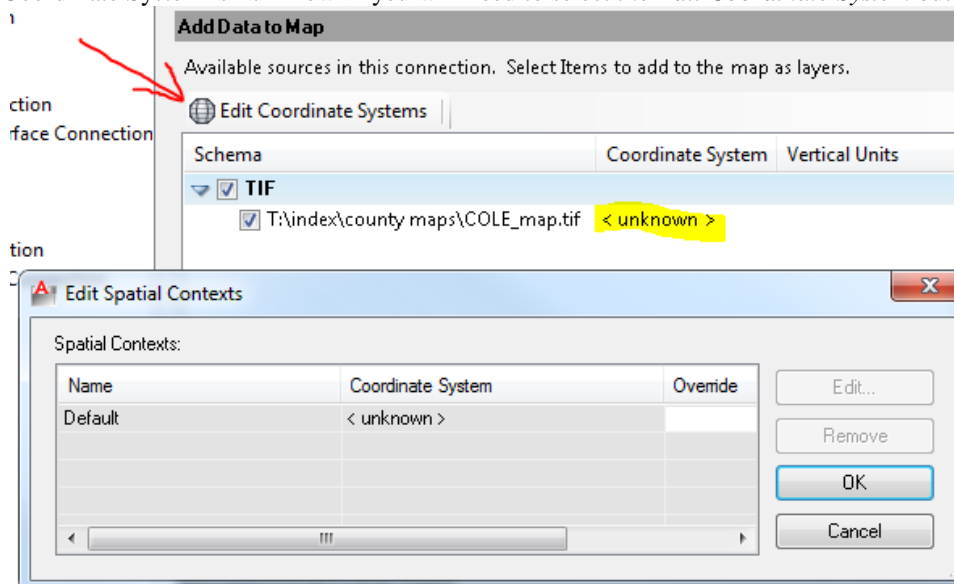 Add Data to Map
Available sources in this connection. Select Items to add to the map as layers.
ction
rface Connection
Edit Coordinate Systems
Schema Coordinate System Vertical Units
TIF
T:\index\county maps\COLE_map.tif < unknown >
tion
Edit Spatial Contexts
Spatial Contexts:
Name Coordinate System Override
Default < unknown >
Edit...
Remove
OK
Cancel